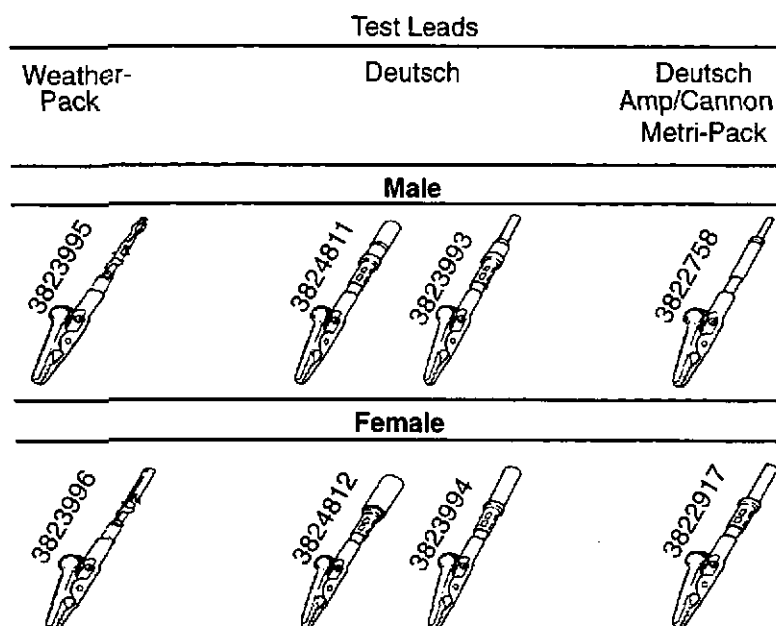 Test Leads
Weather-
Pack
Deutsch
Deutsch
Amp/Cannon
Metri-Pack
Male
3823995
3824811
3823993
3822758
Female
3823996
3824812
3823994
3822917